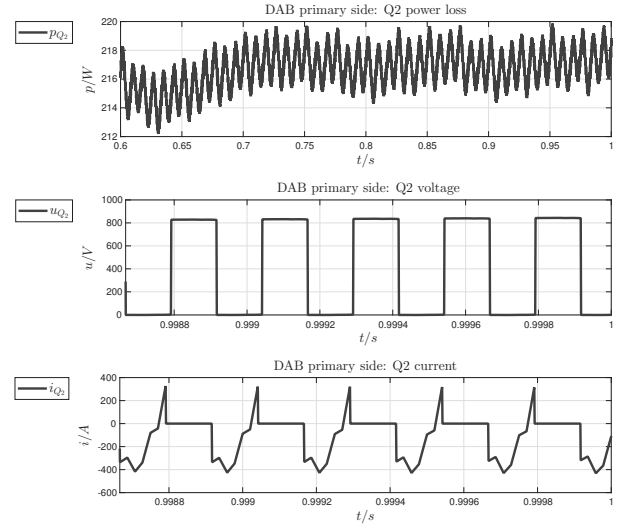 DAB primary side: Q2 power loss
p_{Q_2}
p/W
220
218
216
214
212
0.6 0.65 0.7 0.75 0.8 0.85 0.9 0.95 1
t/s
DAB primary side: Q2 voltage
u_{Q_2}
u/V
1000
800
600
400
200
0
0.9988 0.999 0.9992 0.9994 0.9996 0.9998 1
t/s
DAB primary side: Q2 current
i_{Q_2}
i/A
400
200
0
-200
-400
-600
0.9988 0.999 0.9992 0.9994 0.9996 0.9998 1
t/s